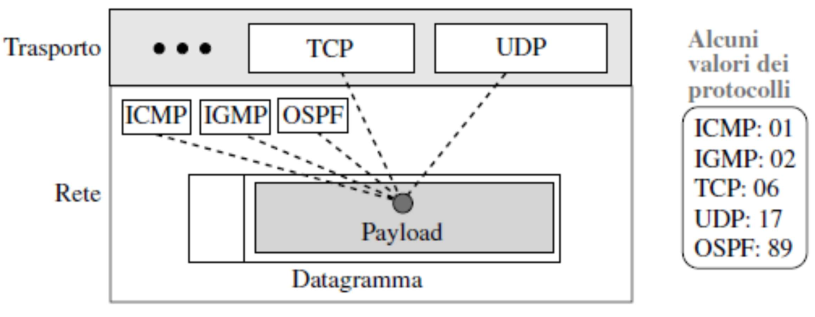 Trasporto
TCP
UDP
ICMP
IGMP
OSPF
Rete
Payload
Datagramma
Alcuni
valori dei
protocolli
ICMP: 01
IGMP: 02
TCP: 06
UDP: 17
OSPF: 89